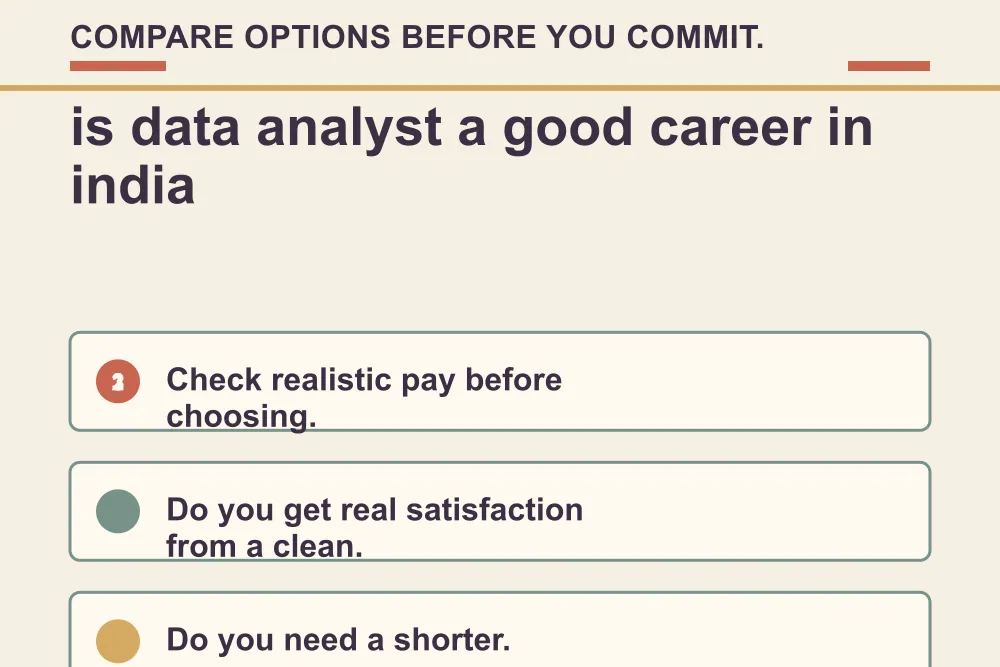 COMPARE OPTIONS BEFORE YOU COMMIT.
is data analyst a good career in
india
Check realistic pay before
choosing.
Do you get real satisfaction
from a clean.
Do you need a shorter.